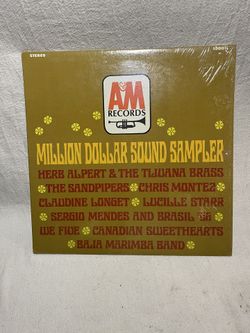 STEREO
A&M
RECORDS
MILLION DOLLAR SOUND SAMPLER
HERB ALPERT & THE TIJUANA BRASS
THE SANDPIPERS CHRIS MONTEZ
CLAUDINE LONGET LUCILLE STARR
SERGIO MENDES AND BRASIL '66
WE FIVE CANADIAN SWEETHEARTS
BAJA MARIMBA BAND